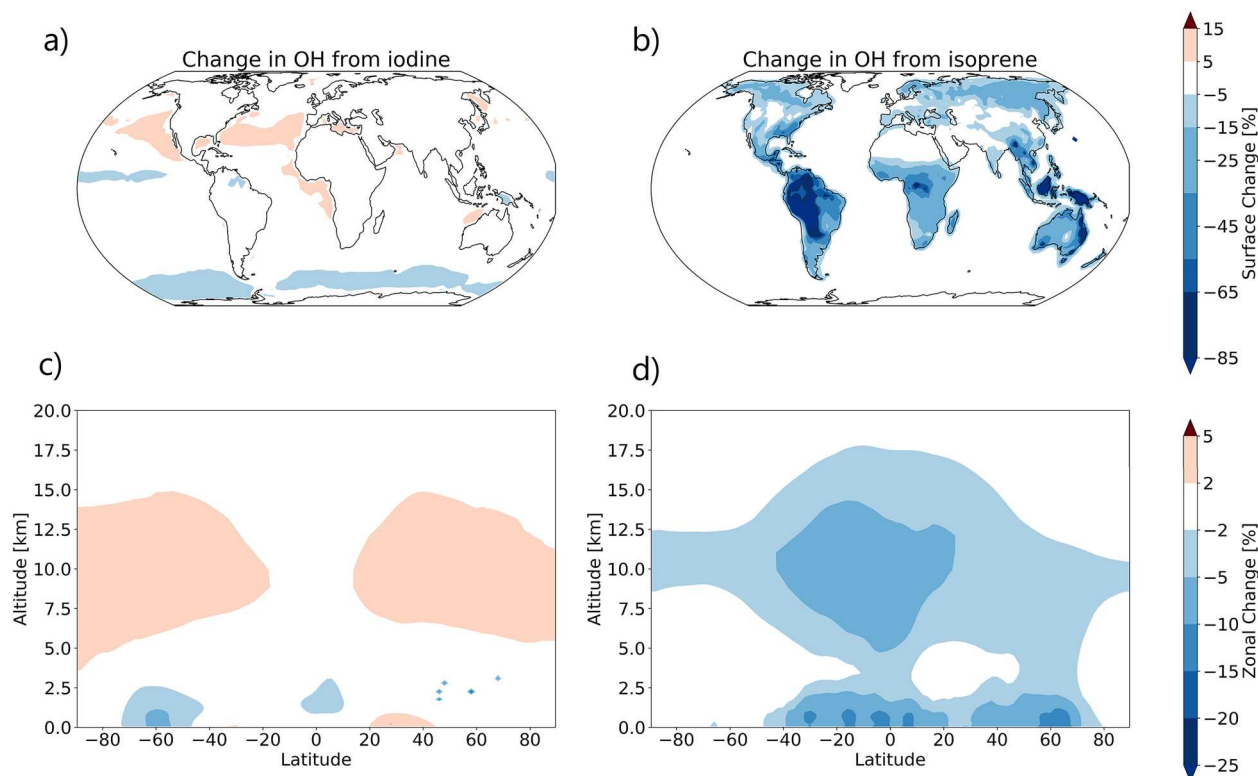 a)
Change in OH from iodine
b)
Change in OH from isoprene
15
5
−5
−15
−25
−45
−65
−85
Surface Change [%]
c)
20.0
17.5
15.0
12.5
10.0
7.5
5.0
2.5
0.0
Altitude [km]
−80 −60 −40 −20 0 20 40 60 80
Latitude
d)
20.0
17.5
15.0
12.5
10.0
7.5
5.0
2.5
0.0
Altitude [km]
−80 −60 −40 −20 0 20 40 60 80
Latitude
5
2
−2
−5
−10
−15
−20
−25
Zonal Change [%]